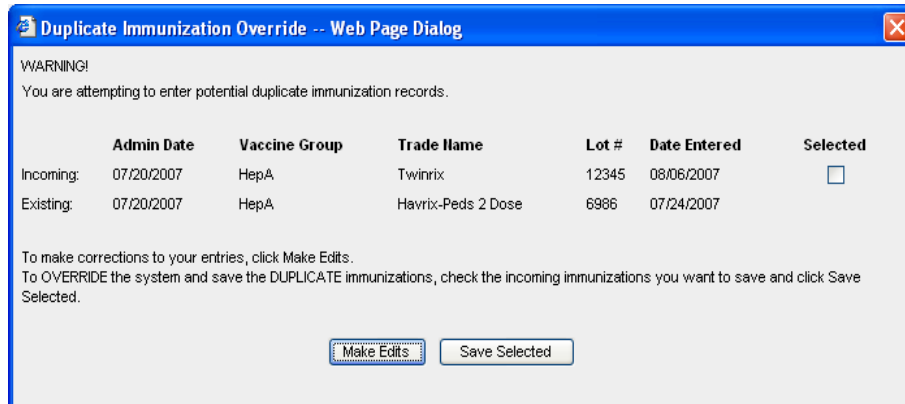 Duplicate Immunization Override -- Web Page Dialog
WARNING!
You are attempting to enter potential duplicate immunization records.
Admin Date Vaccine Group Trade Name Lot # Date Entered Selected
Incoming: 07/20/2007 HepA Twinrix 12345 08/06/2007
Existing: 07/20/2007 HepA Havrix-Peds 2 Dose 6986 07/24/2007
To make corrections to your entries, click Make Edits.
To OVERRIDE the system and save the DUPLICATE immunizations, check the incoming immunizations you want to save and click Save
Selected.
Make Edits Save Selected